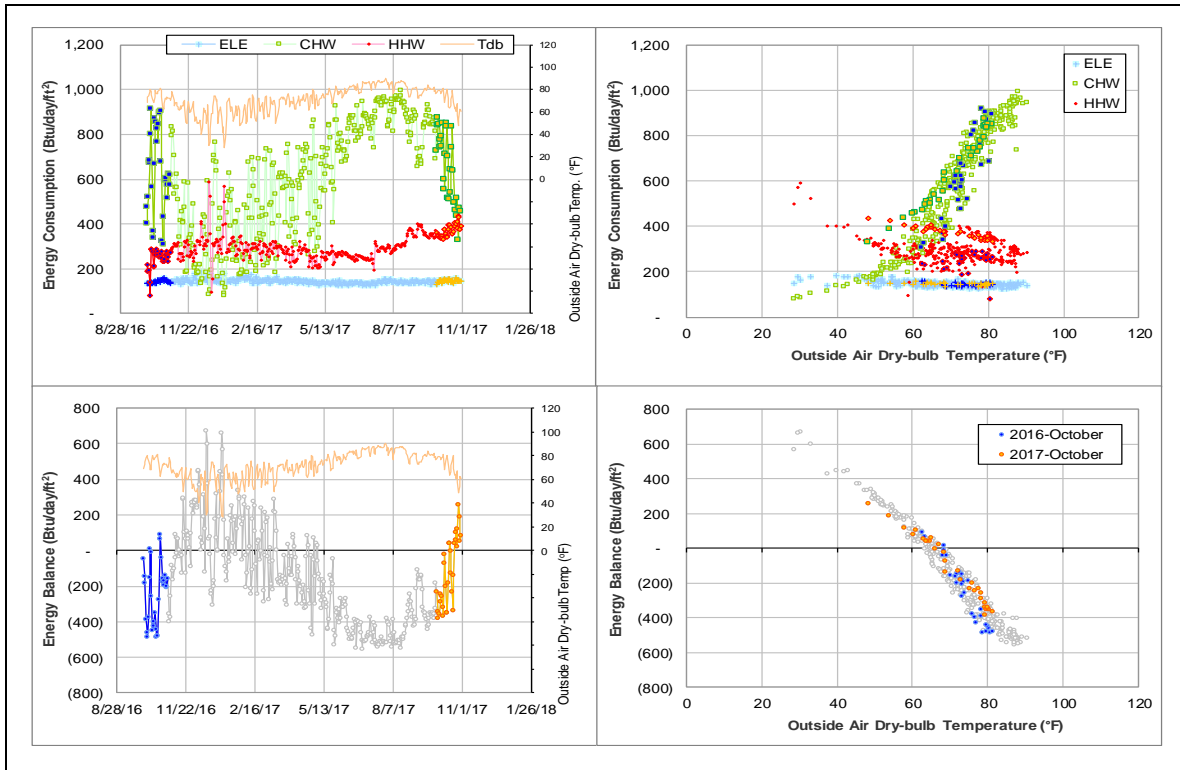 ELE CHW HHW Tdb
Energy Consumption (Btu/day/ft²)
1,200
1,000
800
600
400
200
-
120
100
80
60
40
20
0
Outside Air Dry-bulb Temp. (°F)
8/28/16 11/22/16 2/16/17 5/13/17 8/7/17 11/1/17 1/26/18
Energy Consumption (Btu/day/ft²)
1,200
1,000
800
600
400
200
-
ELE
CHW
HHW
0 20 40 60 80 100 120
Outside Air Dry-bulb Temperature (°F)
Energy Balance (Btu/day/ft²)
800
600
400
200
-
(200)
(400)
(600)
(800)
120
100
80
60
40
20
0
Outside Air Dry-bulb Temp (°F)
8/28/16 11/22/16 2/16/17 5/13/17 8/7/17 11/1/17 1/26/18
Energy Balance (Btu/day/ft²)
800
600
400
200
-
(200)
(400)
(600)
(800)
2016-October
2017-October
0 20 40 60 80 100 120
Outside Air Dry-bulb Temperature (°F)